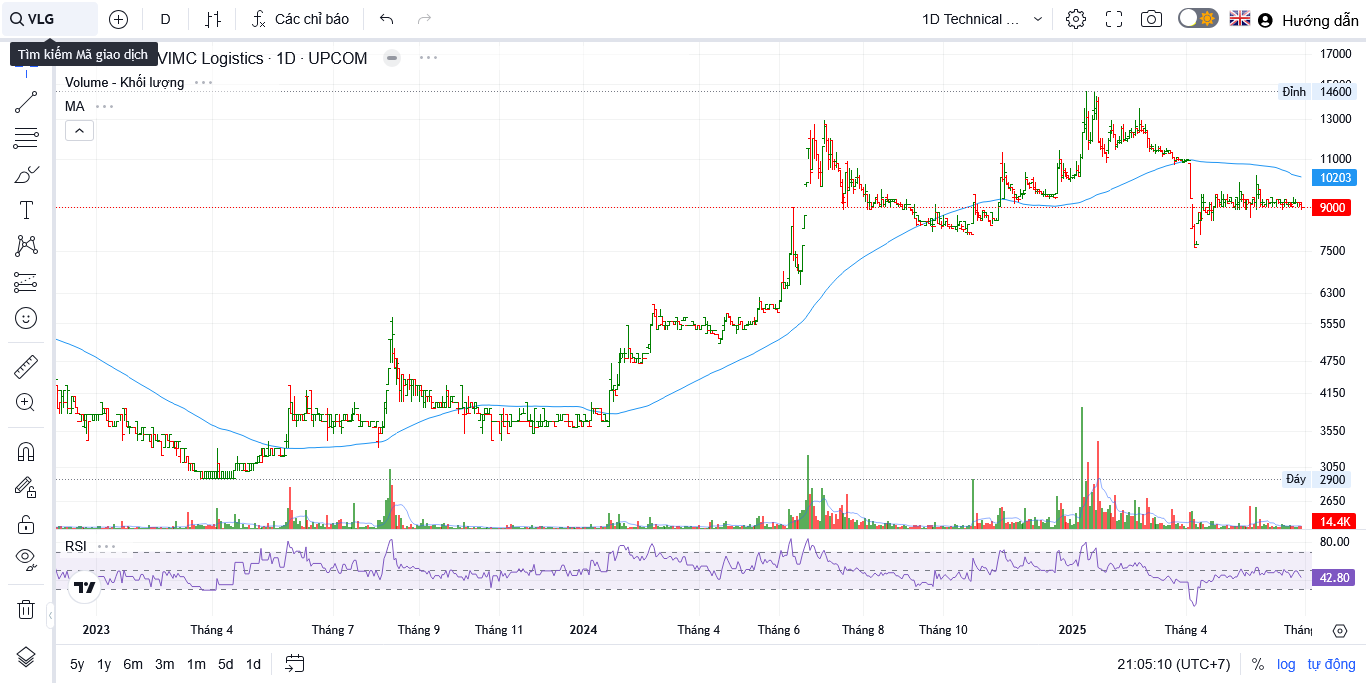 VLG
D
Các chỉ báo
1D Technical ...
Hướng dẫn
Tìm kiếm Mã giao dịch
VIMC Logistics · 1D · UPCOM
Volume - Khối lượng
MA
17000
Đỉnh 14600
13000
11000
10203
9000
7500
6300
5550
4750
4150
3550
3050
Đáy 2900
2650
14.4K
RSI
80.00
42.80
2023
Tháng 4
Tháng 7
Tháng 9
Tháng 11
2024
Tháng 4
Tháng 6
Tháng 8
Tháng 10
2025
Tháng 4
5y 1y 6m 3m 1m 5d 1d
21:05:10 (UTC+7)
%
log
tự động